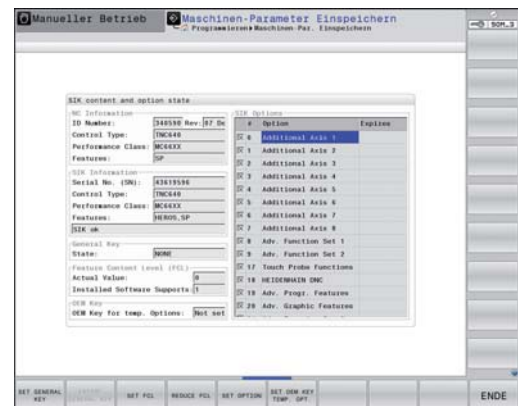 Manueller Betrieb
Maschinen-Parameter Einspeichern
Programmieren▸Maschinen-Par. Einspeichern
SIK content and option state
NC Information
ID Number: 340590 Rev: 07 De
Control Type: TNC640
Performance Class: MC66XX
Features: SP
SIK Information
Serial No. (SN): 43619596
Control Type: TNC640
Performance Class: MC66XX
Features: HEROS,SP
SIK ok
General Key
State: NONE
Feature Content Level (FCL)
Actual Value: 0
Installed Software Supports: 1
OEM Key
OEM Key for temp. Options: Not set
SIK Options
# Option Expires
0 Additional Axis 1
1 Additional Axis 2
2 Additional Axis 3
3 Additional Axis 4
4 Additional Axis 5
5 Additional Axis 6
6 Additional Axis 7
7 Additional Axis 8
8 Adv. Function Set 1
9 Adv. Function Set 2
17 Touch Probe Functions
18 HEIDENHAIN DNC
19 Adv. Progr. Features
20 Adv. Graphic Features
SET GENERAL KEY
SET FCL
REDUCE FCL
SET OPTION
SET OEM KEY TEMP. OPT.
ENDE